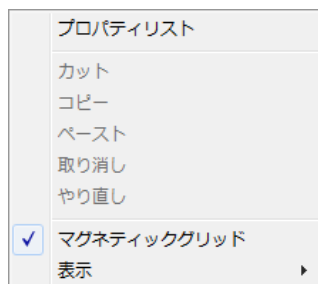 プロパティリスト
カット
コピー
ペースト
取り消し
やり直し
マグネティックグリッド
表示